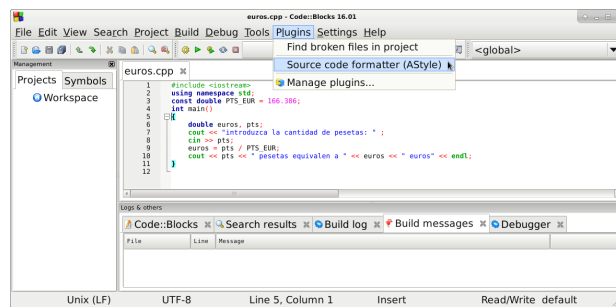 euros.cpp - Code::Blocks 16.01
File Edit View Search Project Build Debug Tools Plugins Settings Help
Find broken files in project
Source code formatter (AStyle)
Manage plugins...
<global>
Management
Projects Symbols
Workspace
euros.cpp
1 #include <iostream>
2 using namespace std;
3 const double PTS_EUR = 166.386;
4 int main()
5 {
6 double euros, pts;
7 cout << "introduzca la cantidad de pesetas: " ;
8 cin >> pts;
9 euros = pts / PTS_EUR;
10 cout << pts << " pesetas equivalen a " << euros << " euros" << endl;
11 }
12
Logs & others
Code::Blocks Search results Build log Build messages Debugger
File Line Message
Unix (LF) UTF-8 Line 5, Column 1 Insert Read/Write default